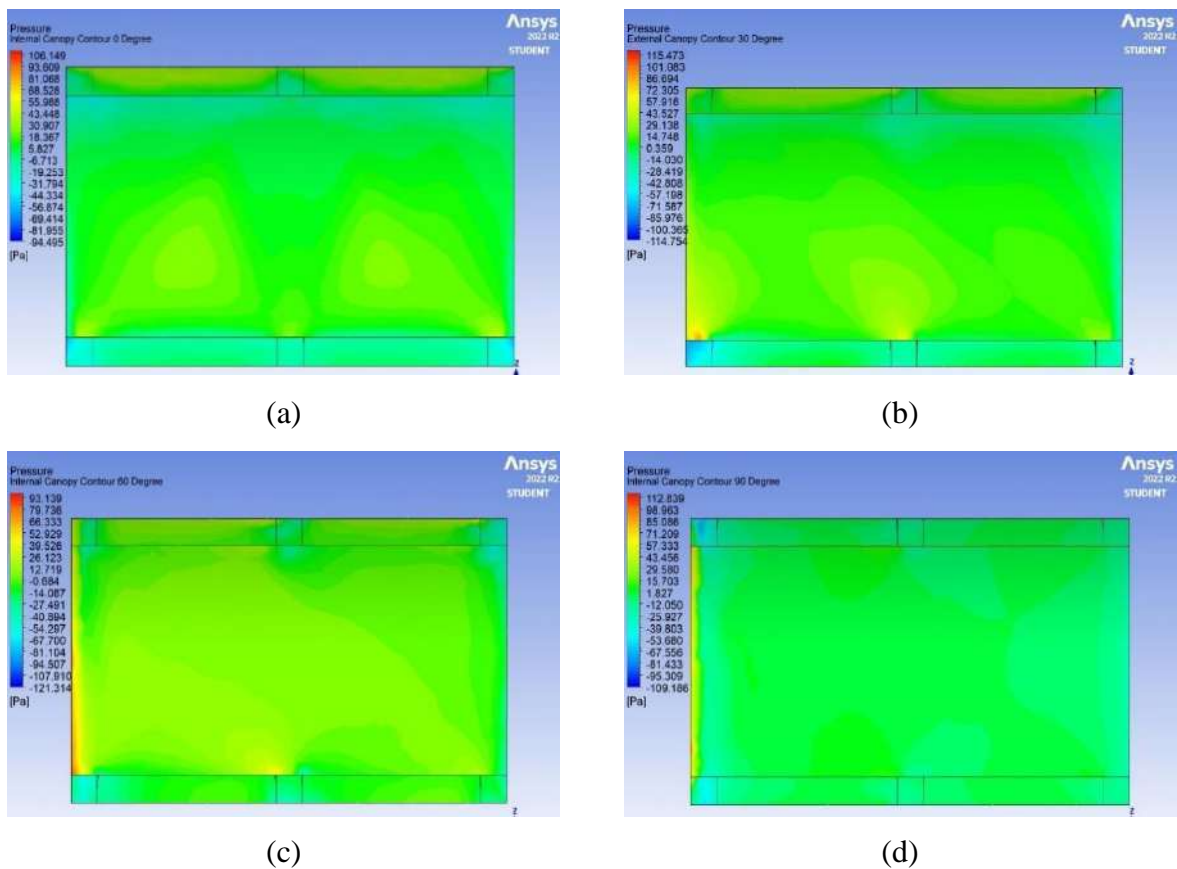 Pressure
Internal Canopy Contour 0 Degree
106.149
93.609
81.068
68.528
55.988
43.448
30.907
18.367
5.827
-6.713
-19.253
-31.794
-44.334
-56.874
-69.414
-81.955
-94.495
[Pa]
Ansys
2022 R2
STUDENT
z
(a)
Pressure
External Canopy Contour 30 Degree
115.473
101.083
86.694
72.305
57.916
43.527
29.138
14.748
0.359
-14.030
-28.419
-42.808
-57.198
-71.587
-85.976
-100.365
-114.754
[Pa]
Ansys
2022 R2
STUDENT
z
(b)
Pressure
Internal Canopy Contour 60 Degree
93.139
79.736
66.333
52.929
39.526
26.123
12.719
-0.684
-14.087
-27.491
-40.894
-54.297
-67.700
-81.104
-94.507
-107.910
-121.314
[Pa]
Ansys
2022 R2
STUDENT
z
(c)
Pressure
Internal Canopy Contour 90 Degree
112.839
98.963
85.086
71.209
57.333
43.456
29.580
15.703
1.827
-12.050
-25.927
-39.803
-53.680
-67.556
-81.433
-95.309
-109.186
[Pa]
Ansys
2022 R2
STUDENT
z
(d)